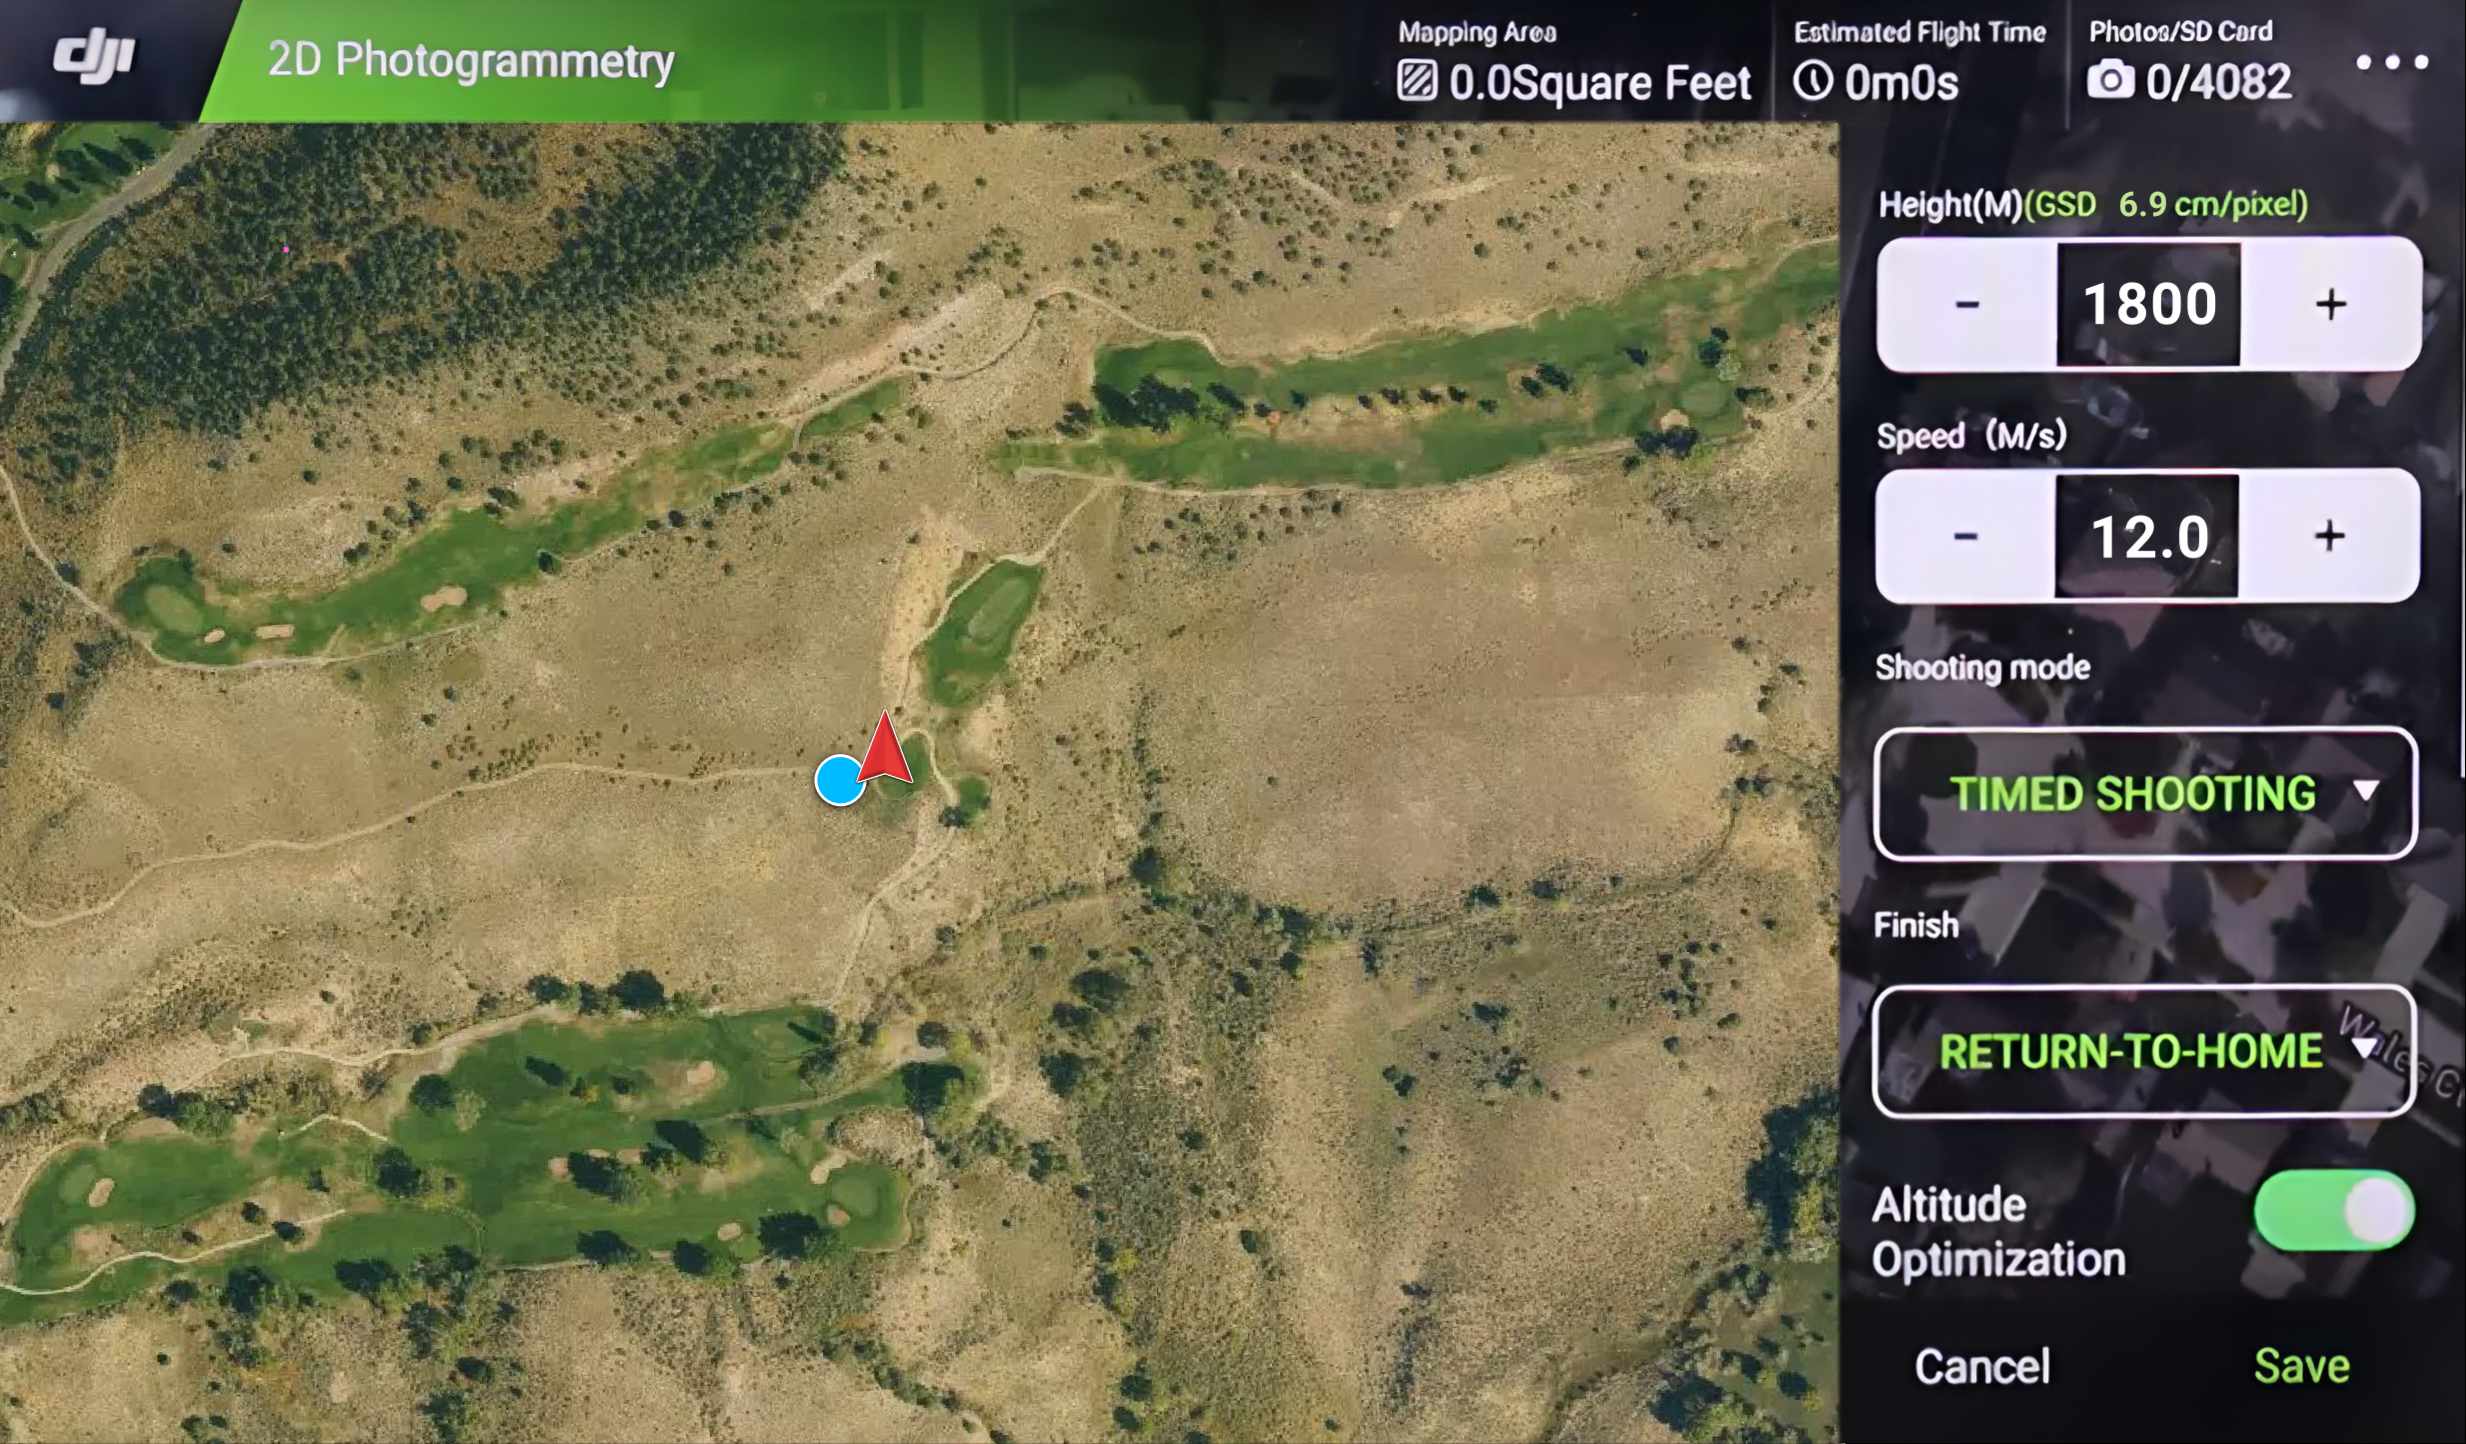 dji
2D Photogrammetry
Mapping Area
0.0Square Feet
Estimated Flight Time
0m0s
Photos/SD Card
0/4082
Height(M)(GSD 6.9 cm/pixel)
- 1800 +
Speed (M/s)
- 12.0 +
Shooting mode
TIMED SHOOTING
Finish
RETURN-TO-HOME
Altitude
Optimization
Cancel
Save